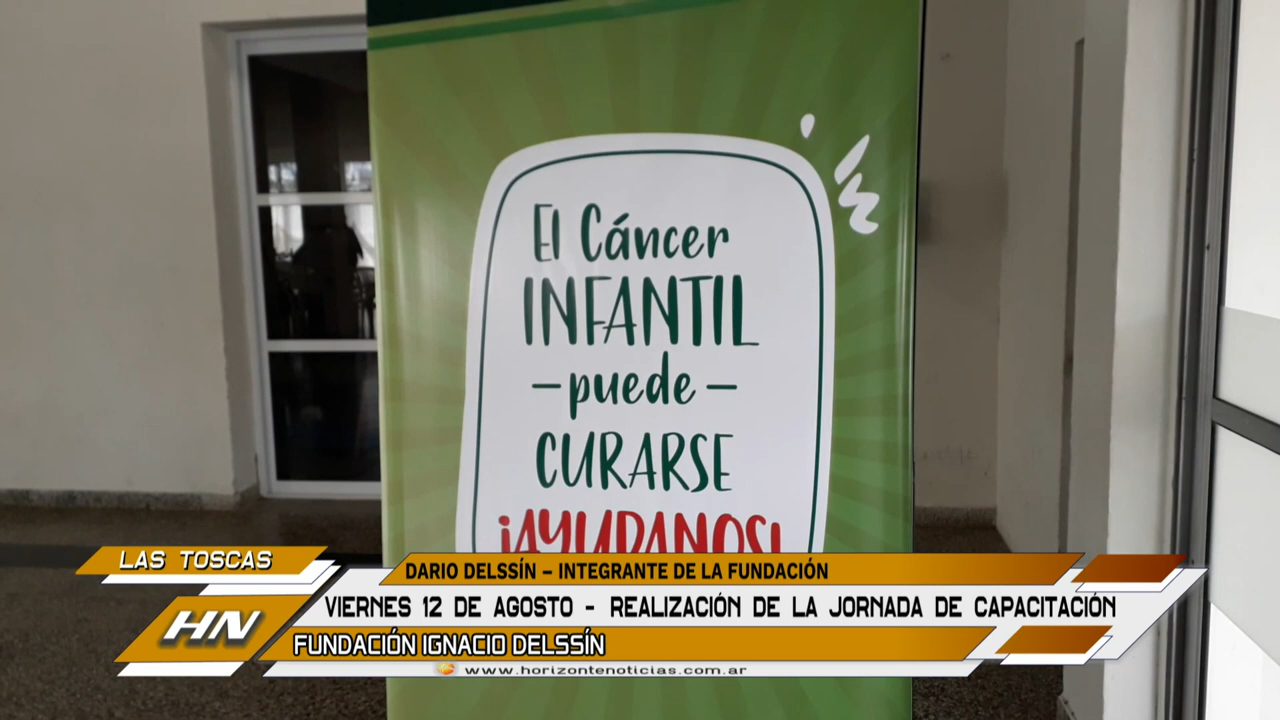 El Cáncer
INFANTIL
– puede –
CURARSE
¡AYUDANOS!
LAS TOSCAS
DARIO DELSSÍN – INTEGRANTE DE LA FUNDACIÓN
VIERNES 12 DE AGOSTO - REALIZACIÓN DE LA JORNADA DE CAPACITACIÓN
HN
FUNDACIÓN IGNACIO DELSSÍN
www.horizontenoticias.com.ar